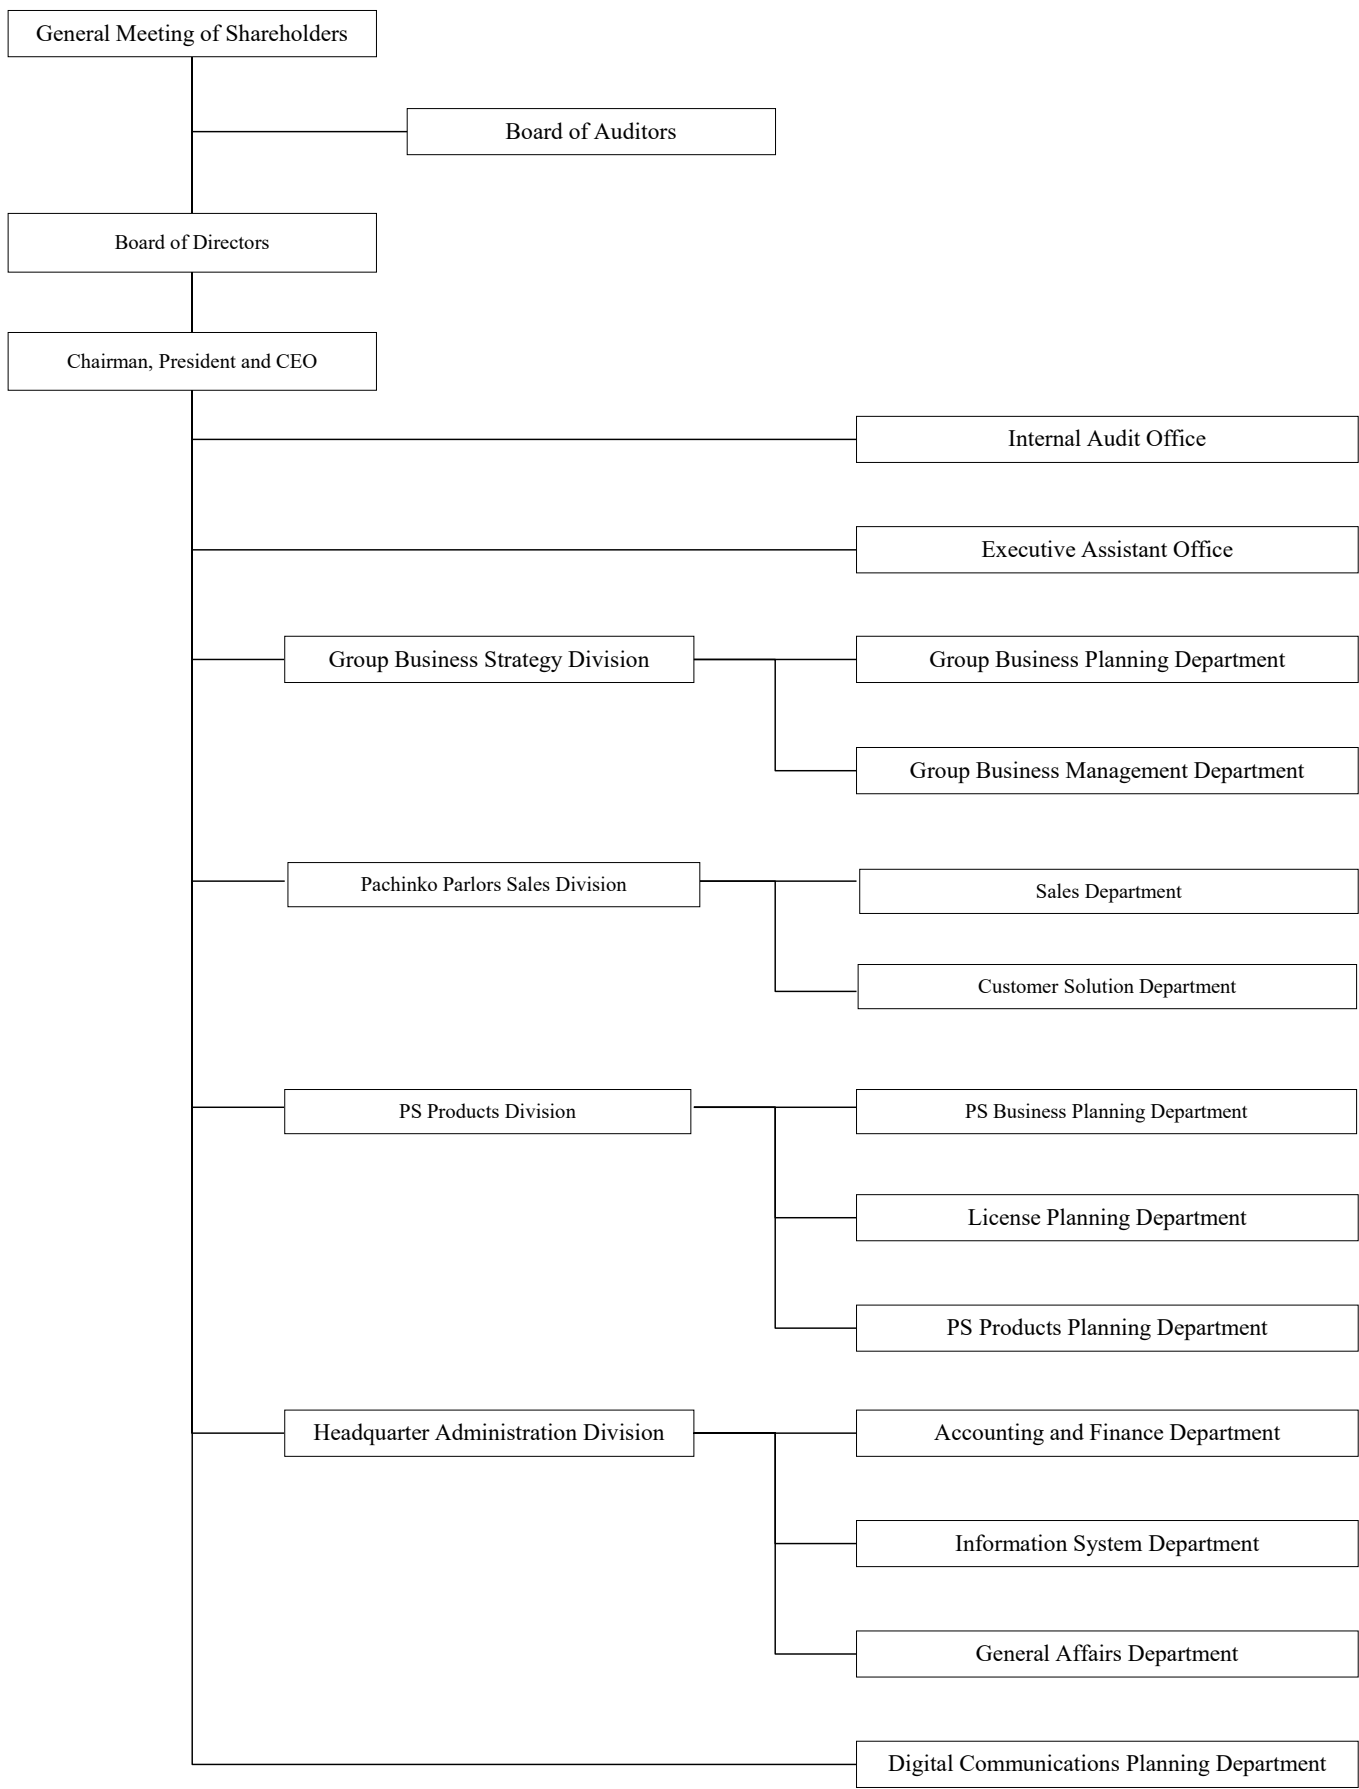 General Meeting of Shareholders
Board of Auditors
Board of Directors
Chairman, President and CEO
Internal Audit Office
Executive Assistant Office
Group Business Strategy Division
Group Business Planning Department
Group Business Management Department
Pachinko Parlors Sales Division
Sales Department
Customer Solution Department
PS Products Division
PS Business Planning Department
License Planning Department
PS Products Planning Department
Headquarter Administration Division
Accounting and Finance Department
Information System Department
General Affairs Department
Digital Communications Planning Department